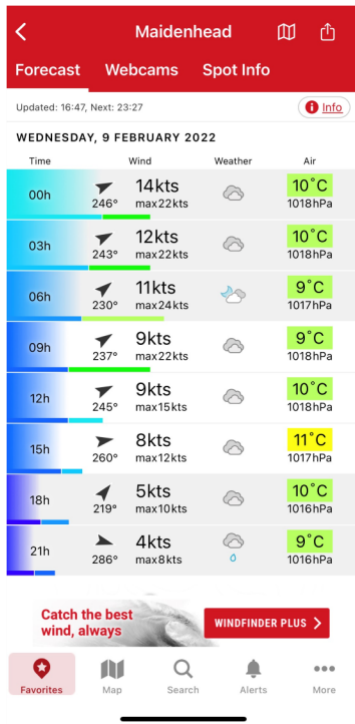 Maidenhead
Forecast Webcams Spot Info
Updated: 16:47, Next: 23:27 Info
WEDNESDAY, 9 FEBRUARY 2022
Time Wind Weather Air
00h 246° 14kts max22kts 10°C 1018hPa
03h 243° 12kts max22kts 10°C 1018hPa
06h 230° 11kts max24kts 9°C 1017hPa
09h 237° 9kts max22kts 9°C 1018hPa
12h 245° 9kts max15kts 10°C 1018hPa
15h 260° 8kts max12kts 11°C 1017hPa
18h 219° 5kts max10kts 10°C 1016hPa
21h 286° 4kts max8kts 9°C 1016hPa
Catch the best
wind, always
WINDFINDER PLUS
Favorites Map Search Alerts More